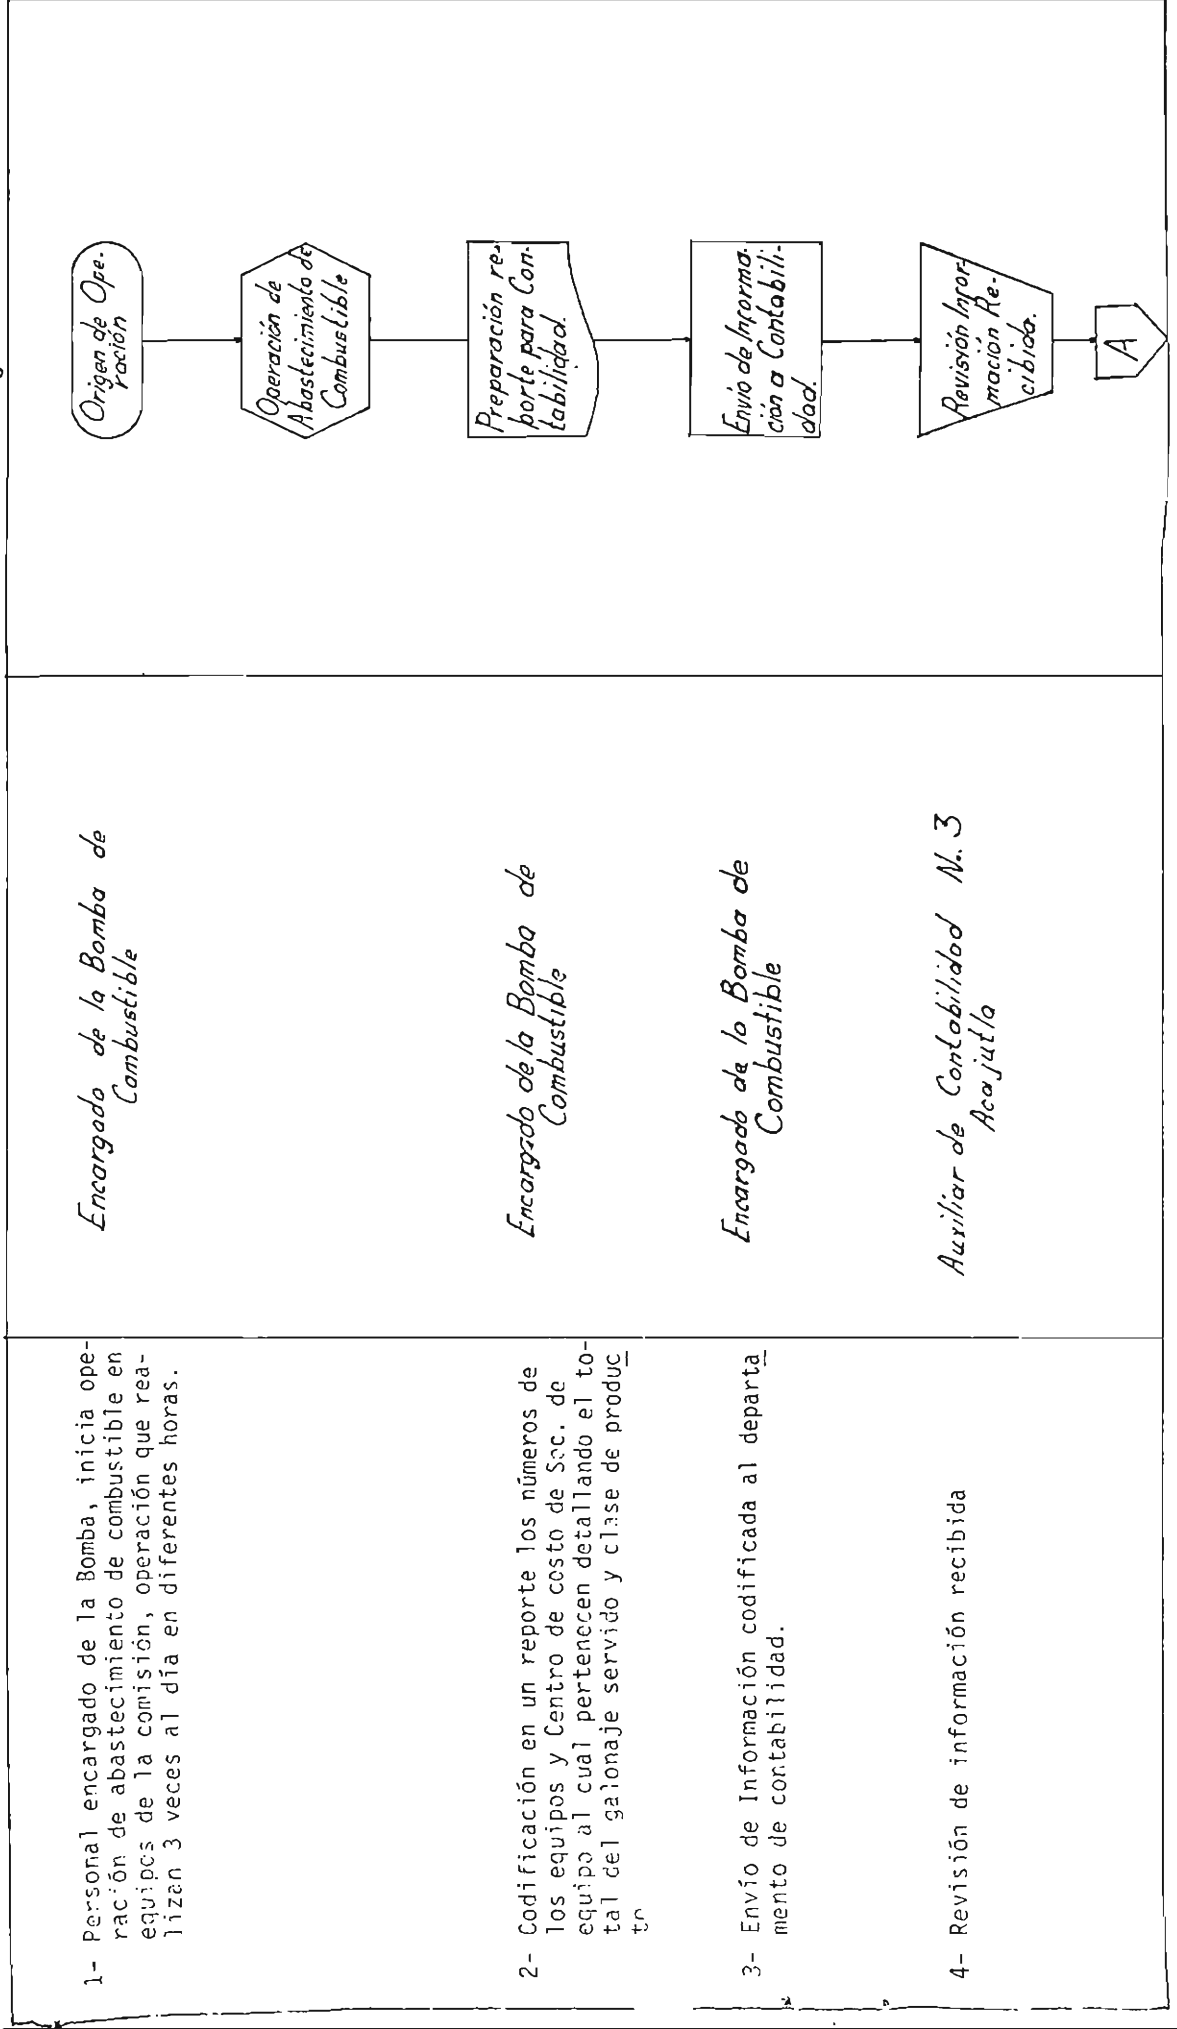 1- Personal encargado de la Bomba, inicia ope-
ración de abastecimiento de combustible en
equipos de la comisión, operación que rea-
lizan 3 veces al día en diferentes horas.
Encargado de la Bomba de
Combustible
Origen de Ope-
ración
Operación de
Abastecimiento de
Combustible
2- Codificación en un reporte los números de
los equipos y Centro de costo de Sec. de
equipo al cual pertenecen detallando el to-
tal del galonaje servido y clase de produc
to
Encargado de la Bomba de
Combustible
Preparación re-
porte para Con-
tabilidad.
3- Envío de Información codificada al departa
mento de contabilidad.
Encargado de la Bomba de
Combustible
Envio de Informa-
ción a Contabili-
dad.
4- Revisión de información recibida
Auxiliar de Contabilidad No. 3
Acajutla
Revisión Infor-
mación Re-
cibida.
A